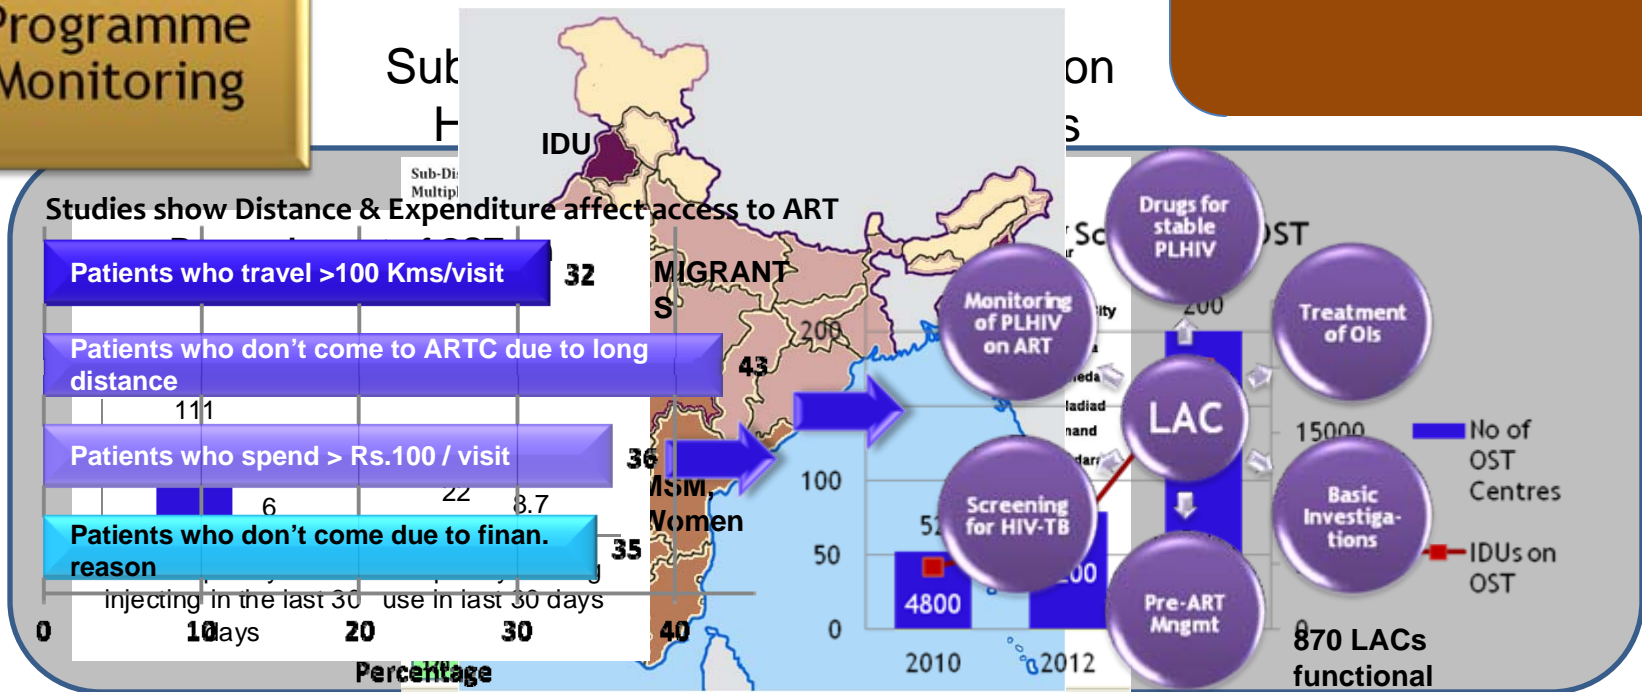 Programme
Monitoring
on
s
IDU
Studies show Distance & Expenditure affect access to ART
Patients who travel >100 Kms/visit
32
Patients who don't come to ARTC due to long
distance
43
Patients who spend > Rs.100 / visit
36
Patients who don't come due to finan.
reason
35
0
10
20
30
40
Percentage
111
6
22
8.7
injecting in the last 30
days
use in last 30 days
MIGRANT
S
MSM,
Women
OST
200
100
50
0
200
4800
2010
2012
15000
0
No of
OST
Centres
IDUs on
OST
Drugs for
stable
PLHIV
Monitoring
of PLHIV
on ART
Treatment
of OIs
LAC
Screening
for HIV-TB
Basic
Investiga-
tions
Pre-ART
Mngmt
870 LACs
functional